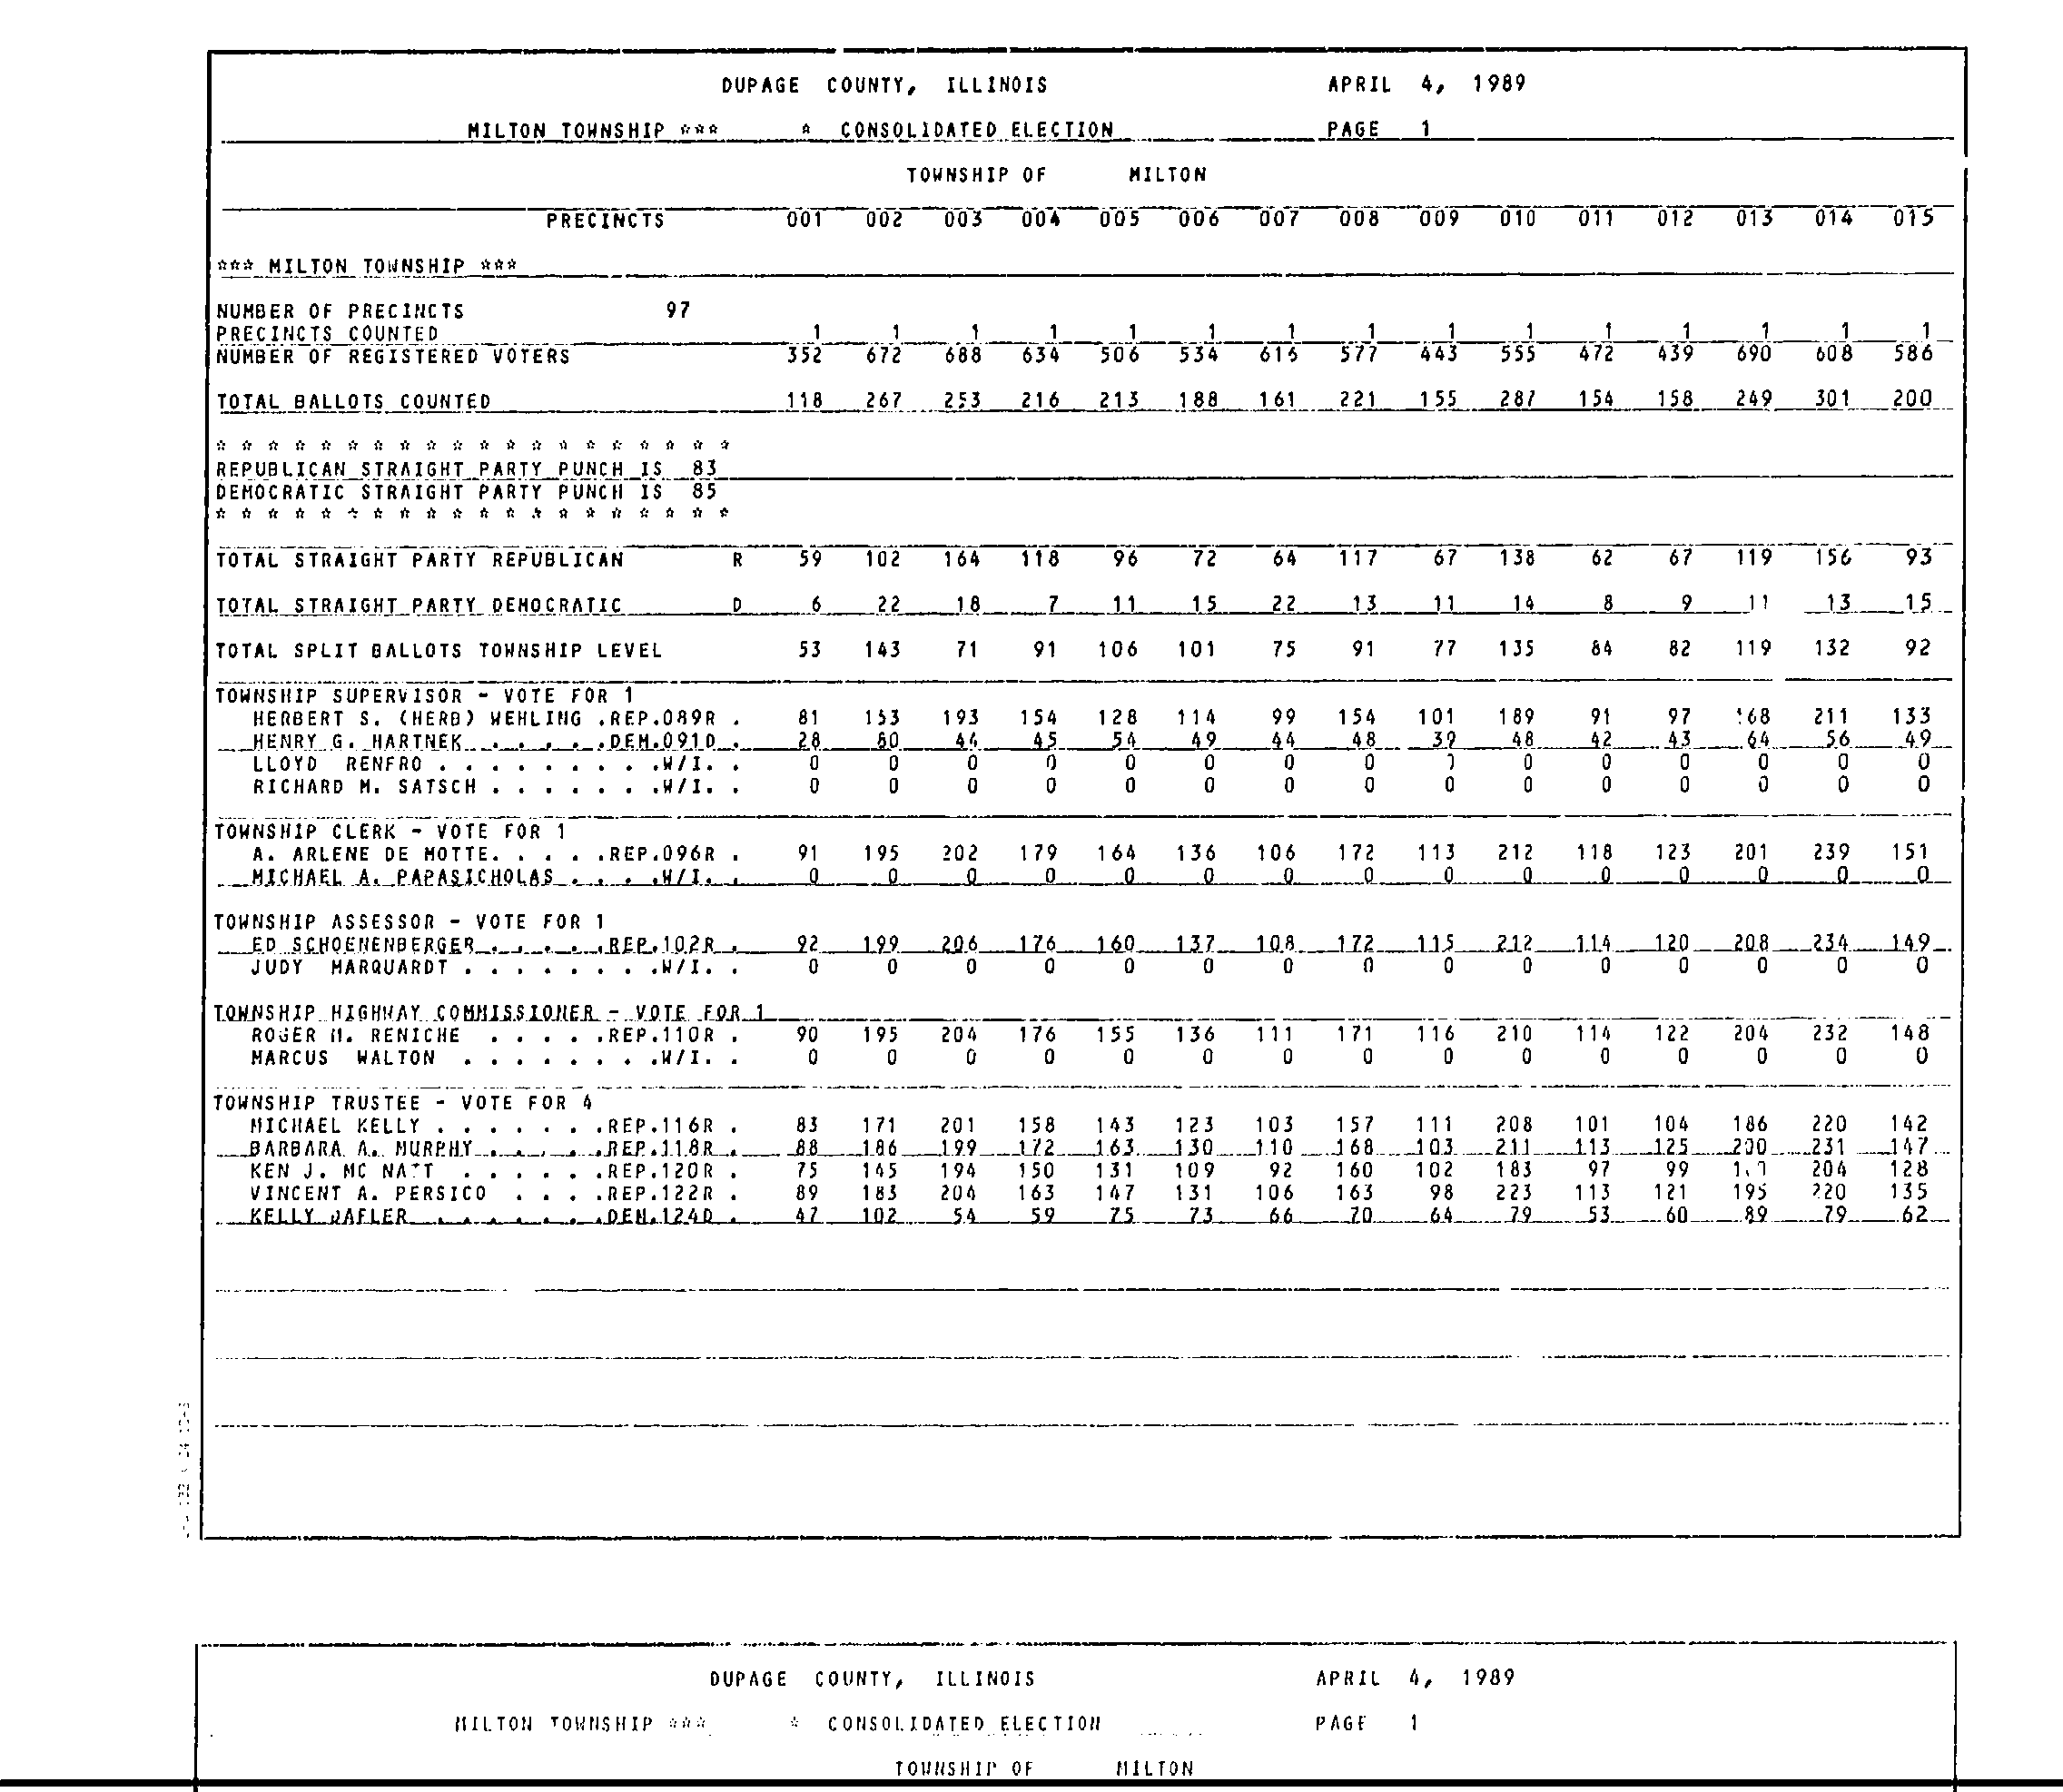 DUPAGE COUNTY, ILLINOIS APRIL 4, 1989
MILTON TOWNSHIP *** * CONSOLIDATED ELECTION PAGE 1
TOWNSHIP OF MILTON
PRECINCTS 001 002 003 004 005 006 007 008 009 010 011 012 013 014 015
*** MILTON TOWNSHIP ***
NUMBER OF PRECINCTS 97
PRECINCTS COUNTED 1 1 1 1 1 1 1 1 1 1 1 1 1 1 1
NUMBER OF REGISTERED VOTERS 352 672 688 634 506 534 615 577 443 555 472 439 690 608 586
TOTAL BALLOTS COUNTED 118 267 253 216 213 188 161 221 155 287 154 158 249 301 200
* * * * * * * * * * * * * * * * * * * *
REPUBLICAN STRAIGHT PARTY PUNCH IS 83
DEMOCRATIC STRAIGHT PARTY PUNCH IS 85
* * * * * * * * * * * * * * * * * * * *
TOTAL STRAIGHT PARTY REPUBLICAN R 59 102 164 118 96 72 64 117 67 138 62 67 119 156 93
TOTAL STRAIGHT PARTY DEMOCRATIC D 6 22 18 7 11 15 22 13 11 14 8 9 11 13 15
TOTAL SPLIT BALLOTS TOWNSHIP LEVEL 53 143 71 91 106 101 75 91 77 135 84 82 119 132 92
TOWNSHIP SUPERVISOR - VOTE FOR 1
HERBERT S. (HERB) WEHLING .REP.089R . 81 153 193 154 128 114 99 154 101 189 91 97 168 211 133
HENRY G. HARTNEK . . . . . .DEM.091D . 28 80 44 45 54 49 44 48 39 48 42 43 64 56 49
LLOYD RENFRO . . . . . . . . .W/I. . 0 0 0 0 0 0 0 0 0 0 0 0 0 0
RICHARD M. SATSCH . . . . . . .W/I. . 0 0 0 0 0 0 0 0 0 0 0 0 0 0 0
TOWNSHIP CLERK - VOTE FOR 1
A. ARLENE DE MOTTE. . . . .REP.096R . 91 195 202 179 164 136 106 172 113 212 118 123 201 239 151
MICHAEL A. PAPASICHOLAS . . . .W/I. . 0 0 0 0 0 0 0 0 0 0 0 0 0 0 0
TOWNSHIP ASSESSOR - VOTE FOR 1
ED SCHOENENBERGER . . . . .REP.102R . 92 199 206 176 160 137 108 172 115 212 114 120 208 234 149
JUDY MARQUARDT . . . . . . . .W/I. . 0 0 0 0 0 0 0 0 0 0 0 0 0 0 0
TOWNSHIP HIGHWAY COMMISSIONER - VOTE FOR 1
ROGER M. RENICHE . . . . .REP.110R . 90 195 204 176 155 136 111 171 116 210 114 122 204 232 148
MARCUS WALTON . . . . . . . .W/I. . 0 0 0 0 0 0 0 0 0 0 0 0 0 0 0
TOWNSHIP TRUSTEE - VOTE FOR 4
MICHAEL KELLY . . . . . . .REP.116R . 83 171 201 158 143 123 103 157 111 208 101 104 186 220 142
BARBARA A. MURPHY . . . . .REP.118R . 88 186 199 172 163 130 110 168 103 211 113 125 200 231 147
KEN J. MC NATT . . . . . .REP.120R . 75 145 194 150 131 109 92 160 102 183 97 99 204 128
VINCENT A. PERSICO . . . .REP.122R . 89 183 204 163 147 131 106 163 98 223 113 121 195 220 135
KELLY . . . . . . . .DEM.124D . 47 102 54 59 75 73 66 70 64 79 53 60 89 79 62
DUPAGE COUNTY, ILLINOIS APRIL 4, 1989
MILTON TOWNSHIP *** * CONSOLIDATED ELECTION PAGE 1
TOWNSHIP OF MILTON